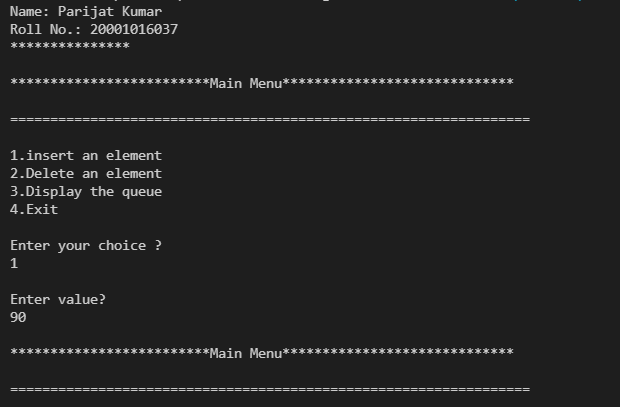 Name: Parijat Kumar
Roll No.: 20001016037
***************
*************************Main Menu*****************************
=================================================================
1.insert an element
2.Delete an element
3.Display the queue
4.Exit
Enter your choice ?
1
Enter value?
90
*************************Main Menu*****************************
=================================================================